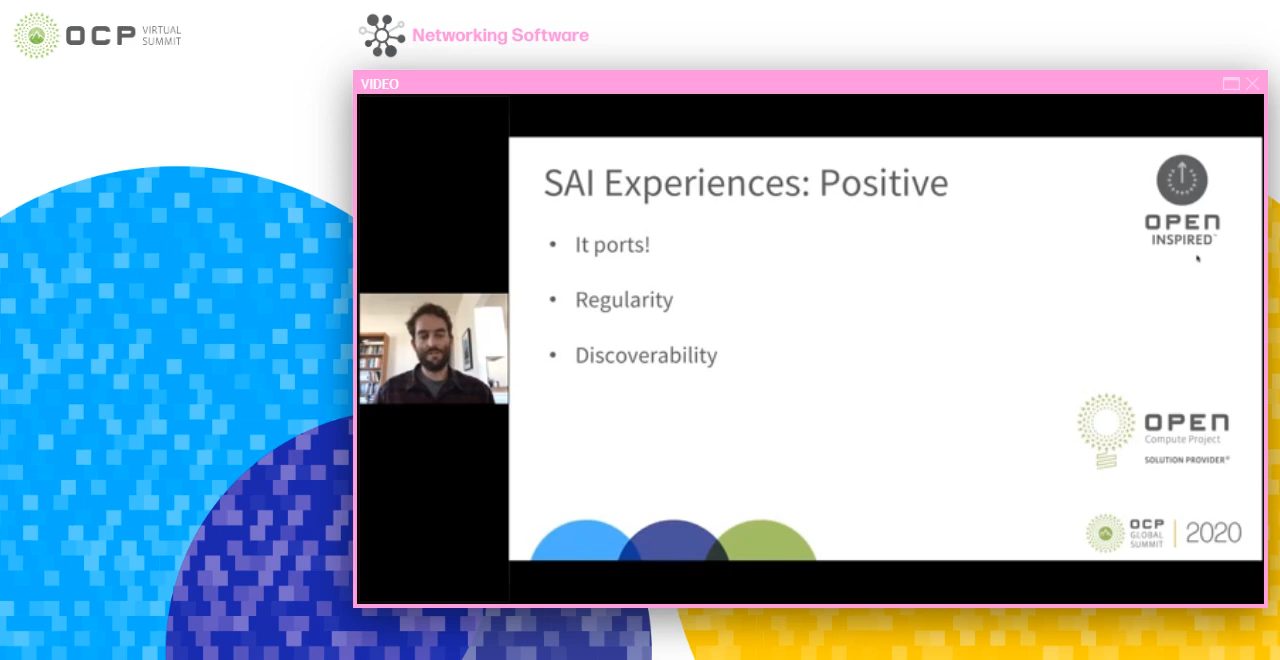 OCP VIRTUAL SUMMIT
Networking Software
VIDEO
SAI Experiences: Positive
• It ports!
• Regularity
• Discoverability
OPEN
INSPIRED™
OPEN
Compute Project
SOLUTION PROVIDER®
OCP GLOBAL SUMMIT | 2020